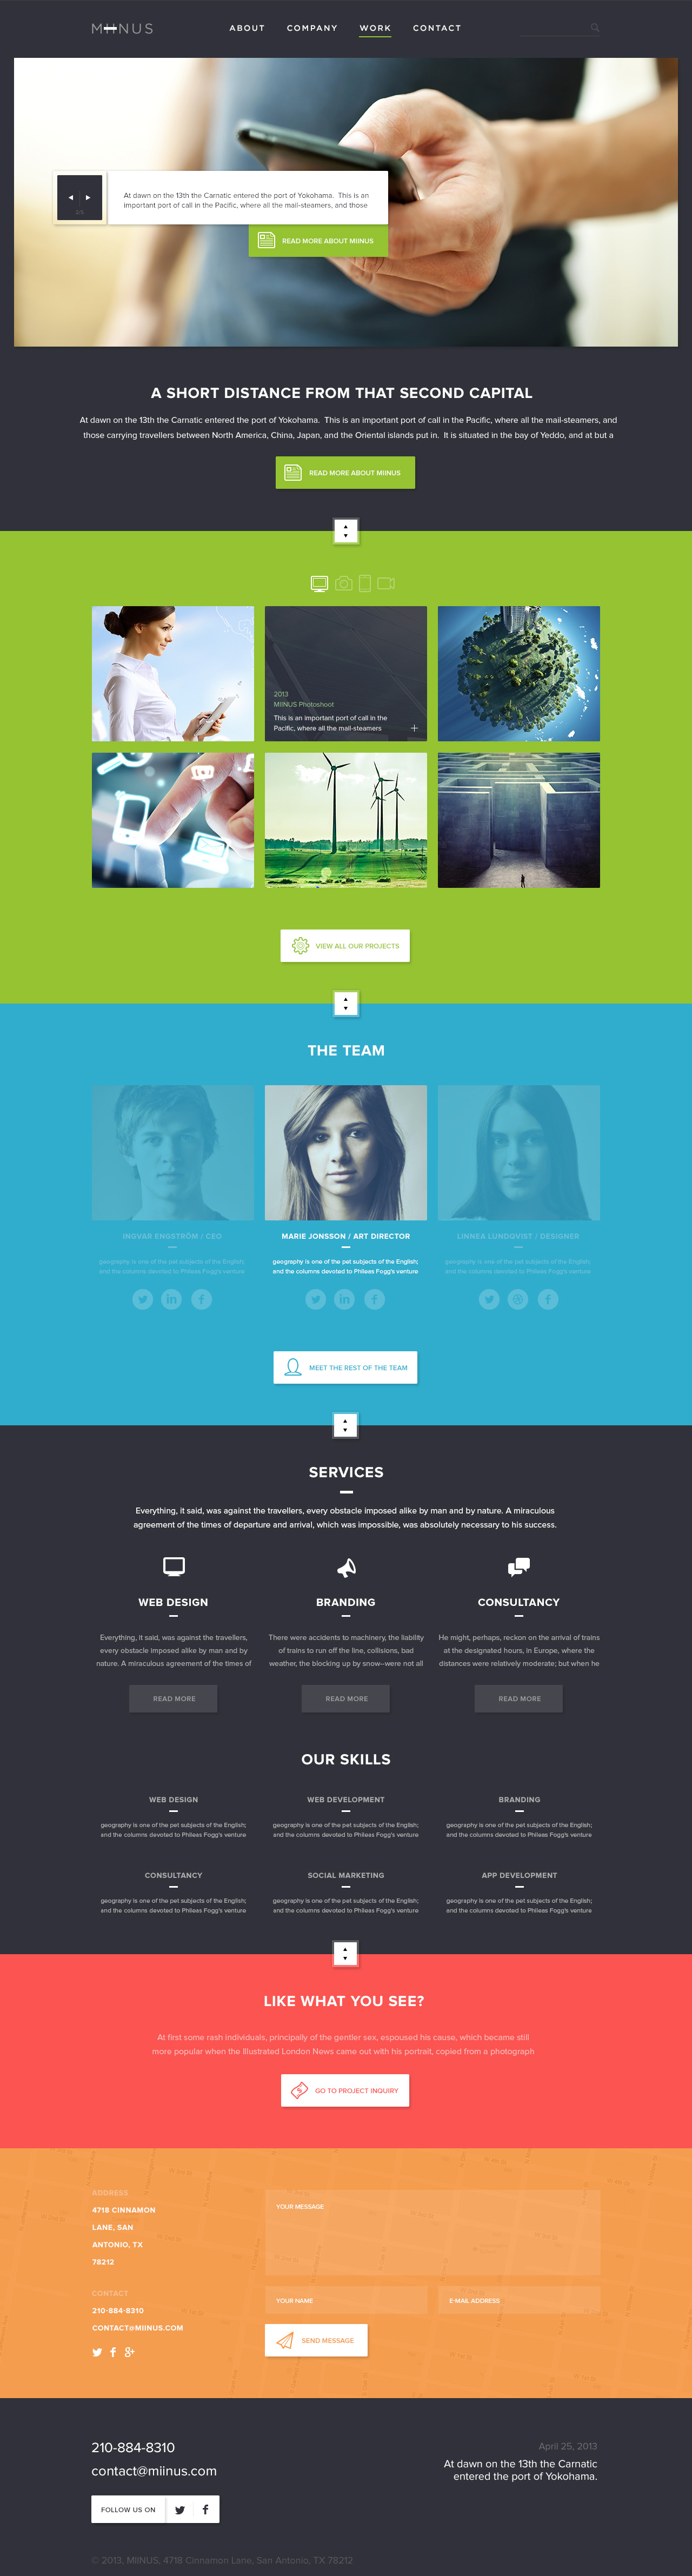 MIINUS
ABOUT
COMPANY
WORK
CONTACT
At dawn on the 13th the Carnatic entered the port of Yokohama. This is an
important port of call in the Pacific, where all the mail-steamers, and those
READ MORE ABOUT MIINUS
A SHORT DISTANCE FROM THAT SECOND CAPITAL
At dawn on the 13th the Carnatic entered the port of Yokohama. This is an important port of call in the Pacific, where all the mail-steamers, and
those carrying travellers between North America, China, Japan, and the Oriental islands put in. It is situated in the bay of Yeddo, and at but a
READ MORE ABOUT MIINUS
2013
MIINUS Photoshoot
This is an important port of call in the
Pacific, where all the mail-steamers
VIEW ALL OUR PROJECTS
THE TEAM
INGVAR ENGSTRÖM / CEO
geography is one of the pet subjects of the English;
and the columns devoted to Phileas Fogg's venture
MARIE JONSSON / ART DIRECTOR
geography is one of the pet subjects of the English;
and the columns devoted to Phileas Fogg's venture
LINNEA LUNDQVIST / DESIGNER
geography is one of the pet subjects of the English;
and the columns devoted to Phileas Fogg's venture
MEET THE REST OF THE TEAM
SERVICES
Everything, it said, was against the travellers, every obstacle imposed alike by man and by nature. A miraculous
agreement of the times of departure and arrival, which was impossible, was absolutely necessary to his success.
WEB DESIGN
Everything, it said, was against the travellers,
every obstacle imposed alike by man and by
nature. A miraculous agreement of the times of
READ MORE
BRANDING
There were accidents to machinery, the liability
of trains to run off the line, collisions, bad
weather, the blocking up by snow–were not all
READ MORE
CONSULTANCY
He might, perhaps, reckon on the arrival of trains
at the designated hours, in Europe, where the
distances were relatively moderate; but when he
READ MORE
OUR SKILLS
WEB DESIGN
geography is one of the pet subjects of the English;
and the columns devoted to Phileas Fogg's venture
WEB DEVELOPMENT
geography is one of the pet subjects of the English;
and the columns devoted to Phileas Fogg's venture
BRANDING
geography is one of the pet subjects of the English;
and the columns devoted to Phileas Fogg's venture
CONSULTANCY
geography is one of the pet subjects of the English;
and the columns devoted to Phileas Fogg's venture
SOCIAL MARKETING
geography is one of the pet subjects of the English;
and the columns devoted to Phileas Fogg's venture
APP DEVELOPMENT
geography is one of the pet subjects of the English;
and the columns devoted to Phileas Fogg's venture
LIKE WHAT YOU SEE?
At first some rash individuals, principally of the gentler sex, espoused his cause, which became still
more popular when the Illustrated London News came out with his portrait, copied from a photograph
GO TO PROJECT INQUIRY
ADDRESS
4718 CINNAMON
LANE, SAN
ANTONIO, TX
78212
CONTACT
210-884-8310
CONTACT@MIINUS.COM
YOUR MESSAGE
YOUR NAME
E-MAIL ADDRESS
SEND MESSAGE
210-884-8310
contact@miinus.com
FOLLOW US ON
April 25, 2013
At dawn on the 13th the Carnatic
entered the port of Yokohama.
© 2013, MIINUS, 4718 Cinnamon Lane, San Antonio, TX 78212